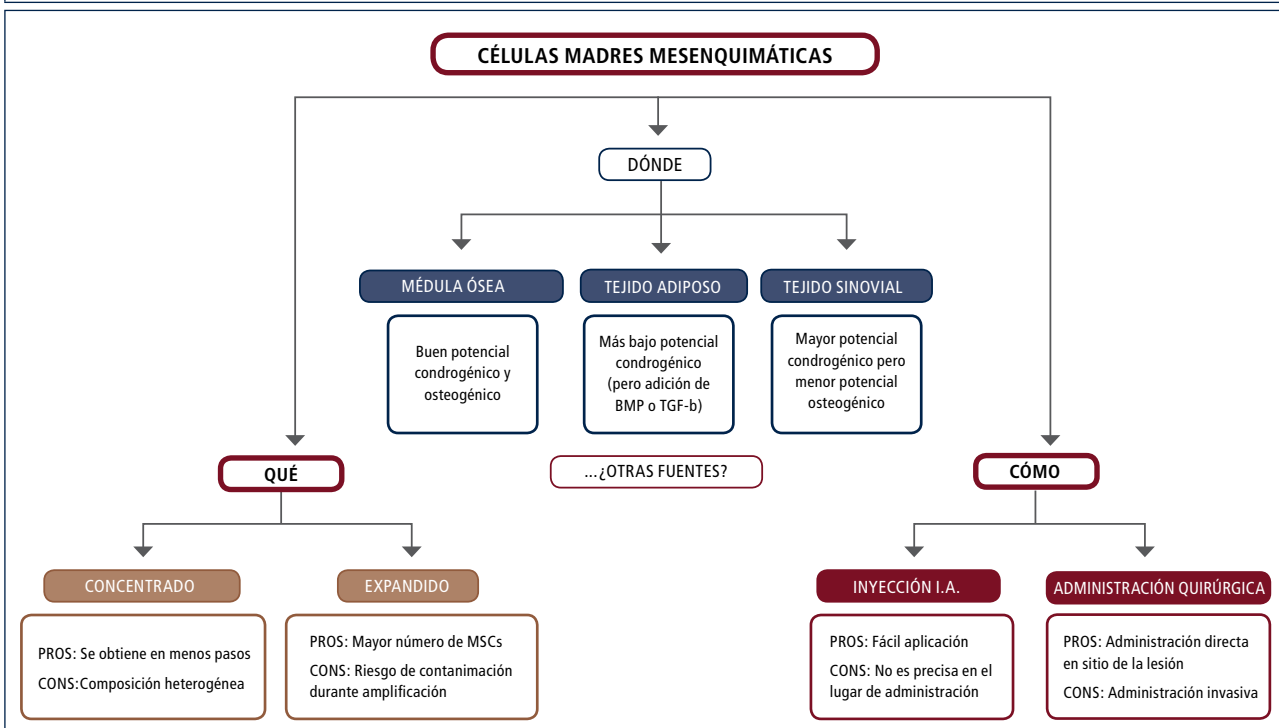 CÉLULAS MADRES MESENQUIMÁTICAS
DÓNDE
MÉDULA ÓSEA
Buen potencial
condrogénico y
osteogénico
TEJIDO ADIPOSO
Más bajo potencial
condrogénico
(pero adición de
BMP o TGF-b)
TEJIDO SINOVIAL
Mayor potencial
condrogénico pero
menor potencial
osteogénico
...¿OTRAS FUENTES?
QUÉ
CONCENTRADO
PROS: Se obtiene en menos pasos
CONS:Composición heterogénea
EXPANDIDO
PROS: Mayor número de MSCs
CONS: Riesgo de contanimación
durante amplificación
CÓMO
INYECCIÓN I.A.
PROS: Fácil aplicación
CONS: No es precisa en el
lugar de administración
ADMINISTRACIÓN QUIRÚRGICA
PROS: Administración directa
en sitio de la lesión
CONS: Administración invasiva